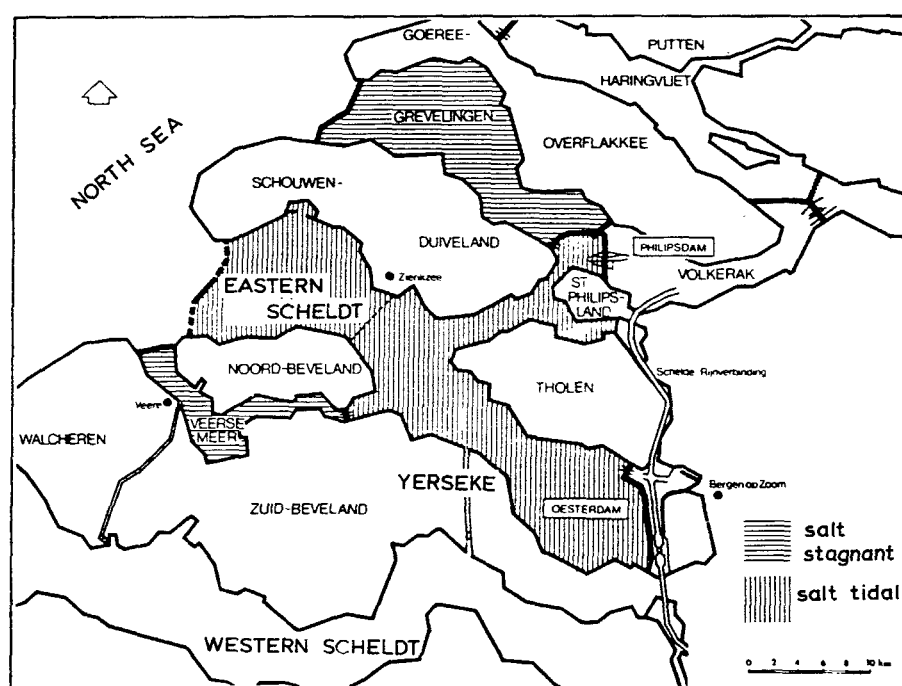 GOEREE-
PUTTEN
HARINGVLIET
GREVELINGEN
OVERFLAKKEE
NORTH SEA
SCHOUWEN-
DUIVELAND
PHILIPSDAM
Zierikzee
VOLKERAK
EASTERN
SCHELDT
ST
PHILIPS-
LAND
NOORD-BEVELAND
THOLEN
Schelde Rijnverbinding
Veere
VEERSE
MEER
WALCHEREN
YERSEKE
Bergen op Zoom
ZUID-BEVELAND
OESTERDAM
salt
stagnant
salt tidal
WESTERN SCHELDT
0 2 4 6 8 10 km